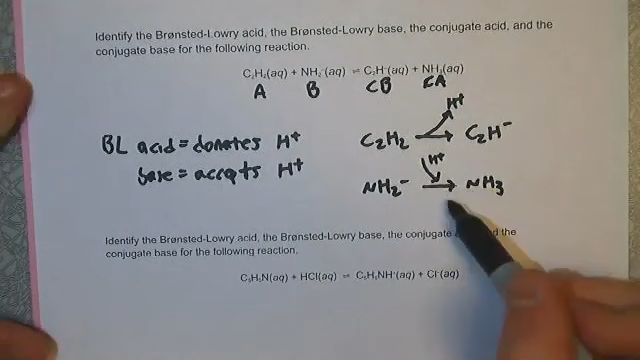 Identify the Brønsted-Lowry acid, the Brønsted-Lowry base, the conjugate acid, and the
conjugate base for the following reaction.
C₂H₂(aq) + NH₂⁻(aq) ⇌ C₂H⁻(aq) + NH₃(aq)
A B CB CA
H⁺
BL acid = donates H⁺
C₂H₂ → C₂H⁻
base = accepts H⁺
H⁺
NH₂⁻ → NH₃
Identify the Brønsted-Lowry acid, the Brønsted-Lowry base, the conjugate the
conjugate base for the following reaction.
C₅H₅N(aq) + HCl(aq) ⇌ C₅H₅NH⁺(aq) + Cl⁻(aq)